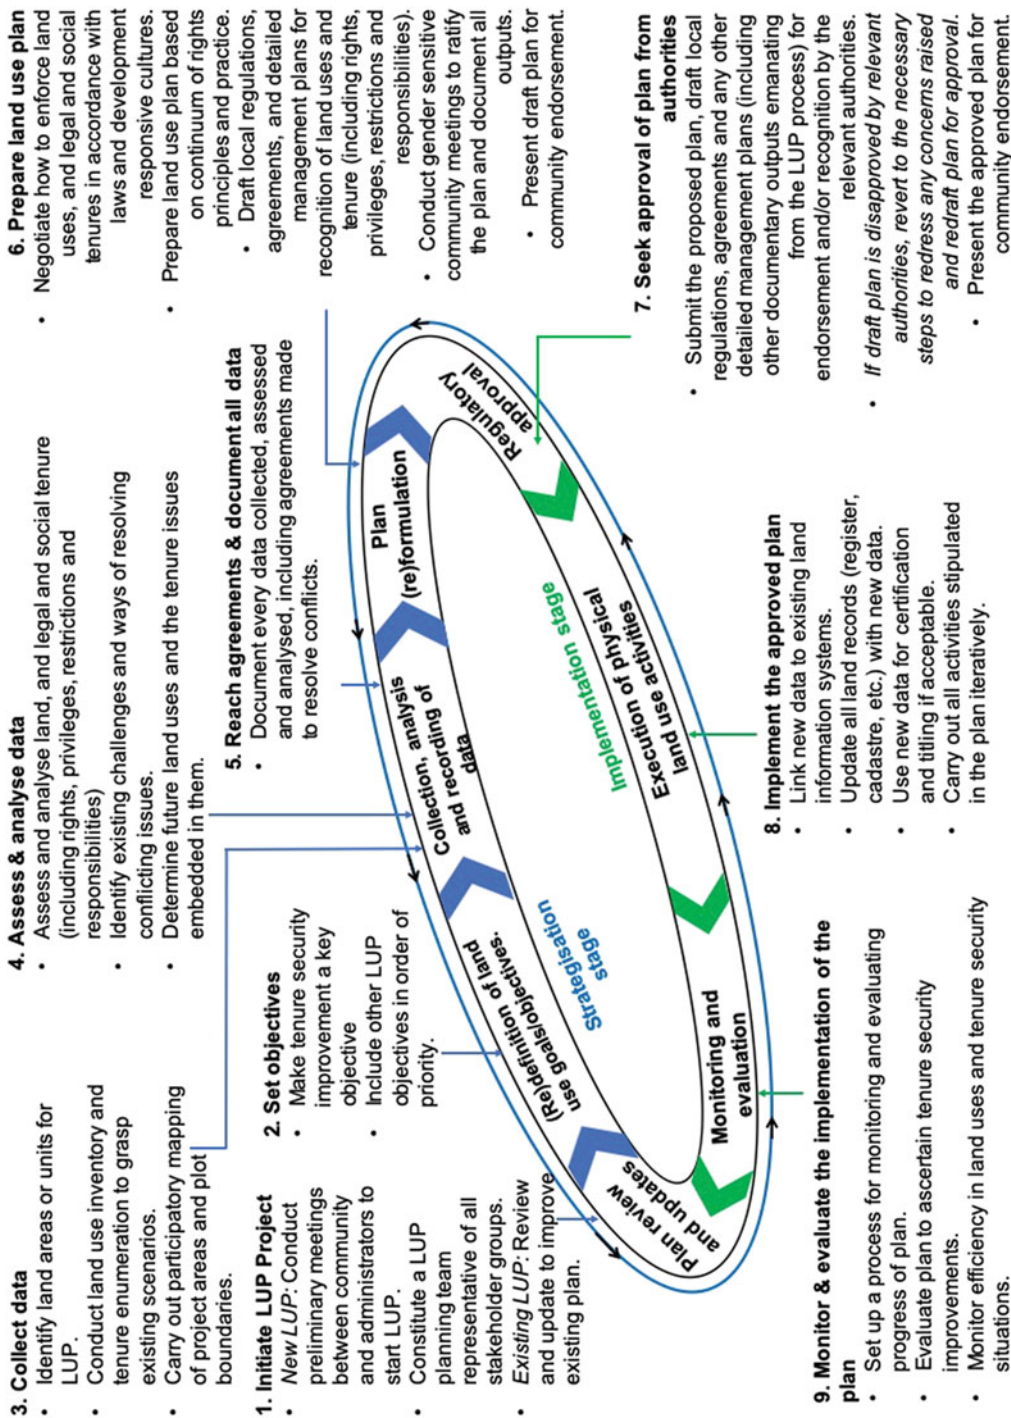 3. Collect data
• Identify land areas or units for
LUP.
• Conduct land use inventory and
tenure enumeration to grasp
existing scenarios.
• Carry out participatory mapping
of project areas and plot
boundaries.
1. Initiate LUP Project
• New LUP: Conduct
preliminary meetings
between community
and administrators to
start LUP.
• Constitute a LUP
planning team
representative of all
stakeholder groups.
• Existing LUP: Review
and update to improve
existing plan.
2. Set objectives
• Make tenure security
improvement a key
objective
• Include other LUP
objectives in order of
priority.
4. Assess & analyse data
• Assess and analyse land, and legal and social tenure
(including rights, privileges, restrictions and
responsibilities)
• Identify existing challenges and ways of resolving
conflicting issues.
• Determine future land uses and the tenure issues
embedded in them.
5. Reach agreements & document all data
• Document every data collected, assessed
and analysed, including agreements made
to resolve conflicts.
6. Prepare land use plan
• Negotiate how to enforce land
uses, and legal and social
tenures in accordance with
laws and development
responsive cultures.
• Prepare land use plan based
on continuum of rights
principles and practice.
• Draft local regulations,
agreements, and detailed
management plans for
recognition of land uses and
tenure (including rights,
privileges, restrictions and
responsibilities).
• Conduct gender sensitive
community meetings to ratify
the plan and document all
outputs.
• Present draft plan for
community endorsement.
Plan review
and updates
(Re)definition of land
use goals/objectives.
Collection, analysis
and recording of
data
Plan
(re)formulation
Regulatory
approval
Strategisation
stage
Implementation stage
Execution of physical
land use activities
Monitoring and
evaluation
7. Seek approval of plan from
authorities
• Submit the proposed plan, draft local
regulations, agreements and any other
detailed management plans (including
other documentary outputs emanating
from the LUP process) for
endorsement and/or recognition by the
relevant authorities.
• If draft plan is disapproved by relevant
authorities, revert to the necessary
steps to redress any concerns raised
and redraft plan for approval.
• Present the approved plan for
community endorsement.
8. Implement the approved plan
• Link new data to existing land
information systems.
• Update all land records (register,
cadastre, etc.) with new data.
• Use new data for certification
and titling if acceptable.
• Carry out all activities stipulated
in the plan iteratively.
9. Monitor & evaluate the implementation of the
plan
• Set up a process for monitoring and evaluating
progress of plan.
• Evaluate plan to ascertain tenure security
improvements.
• Monitor efficiency in land uses and tenure security
situations.